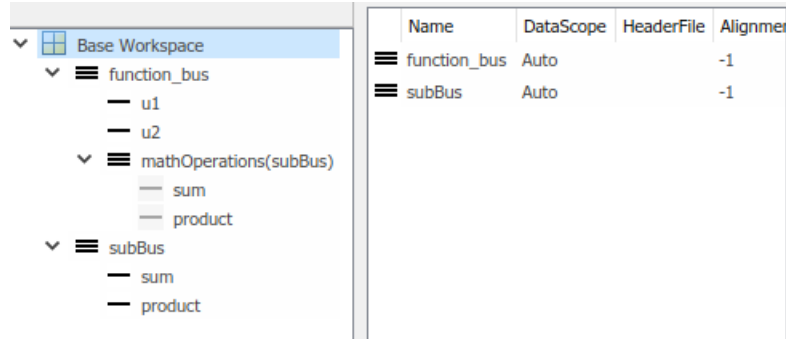 Base Workspace
function_bus
u1
u2
mathOperations(subBus)
sum
product
subBus
sum
product
Name DataScope HeaderFile Alignmen
function_bus Auto -1
subBus Auto -1